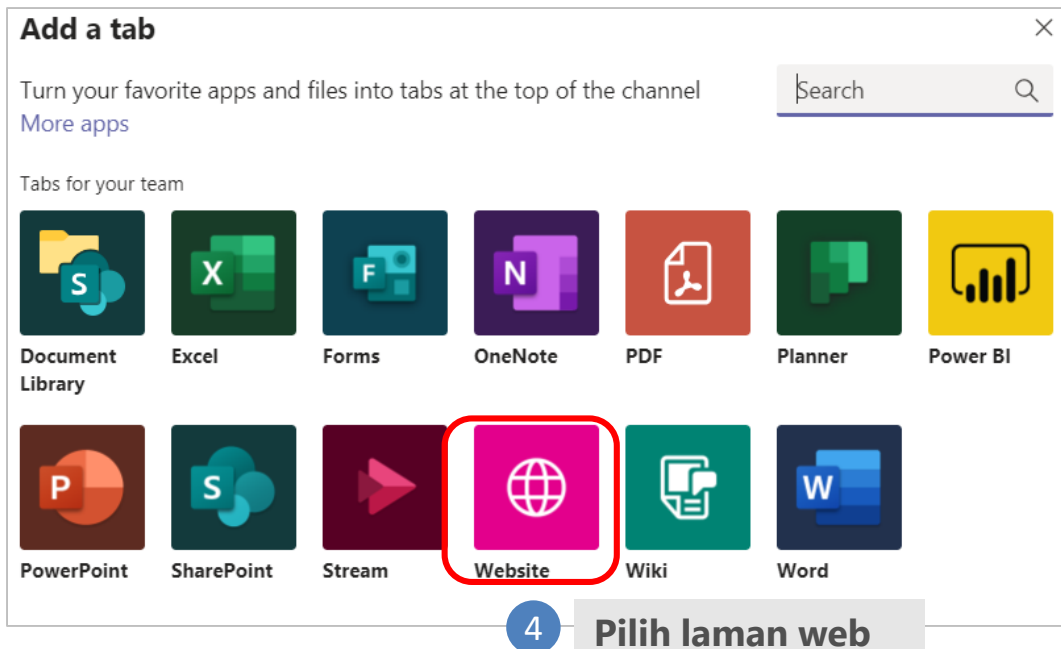 Add a tab
Turn your favorite apps and files into tabs at the top of the channel
More apps
Search
Tabs for your team
S
X
F
N
Document
Library
Excel
Forms
OneNote
PDF
Planner
Power BI
P
S
W
PowerPoint
SharePoint
Stream
Website
Wiki
Word
4
Pilih laman web